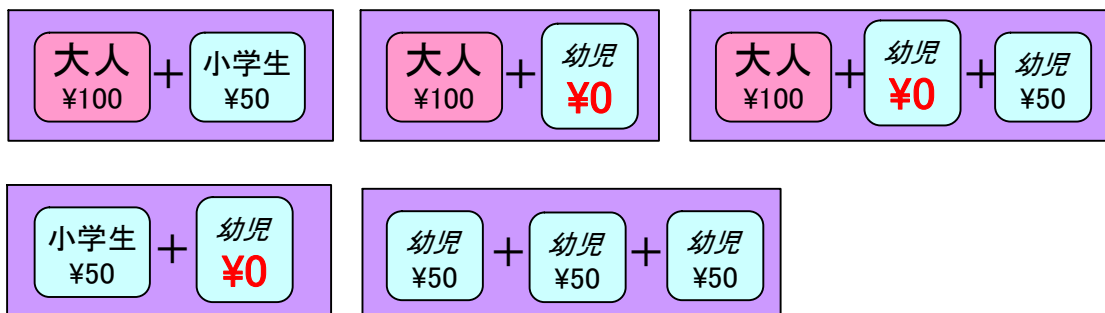 大人 + 小学生
¥100 ¥50
大人 + 幼児
¥100 ¥0
大人 + 幼児 + 幼児
¥100 ¥0 ¥50
小学生 + 幼児
¥50 ¥0
幼児 + 幼児 + 幼児
¥50 ¥50 ¥50